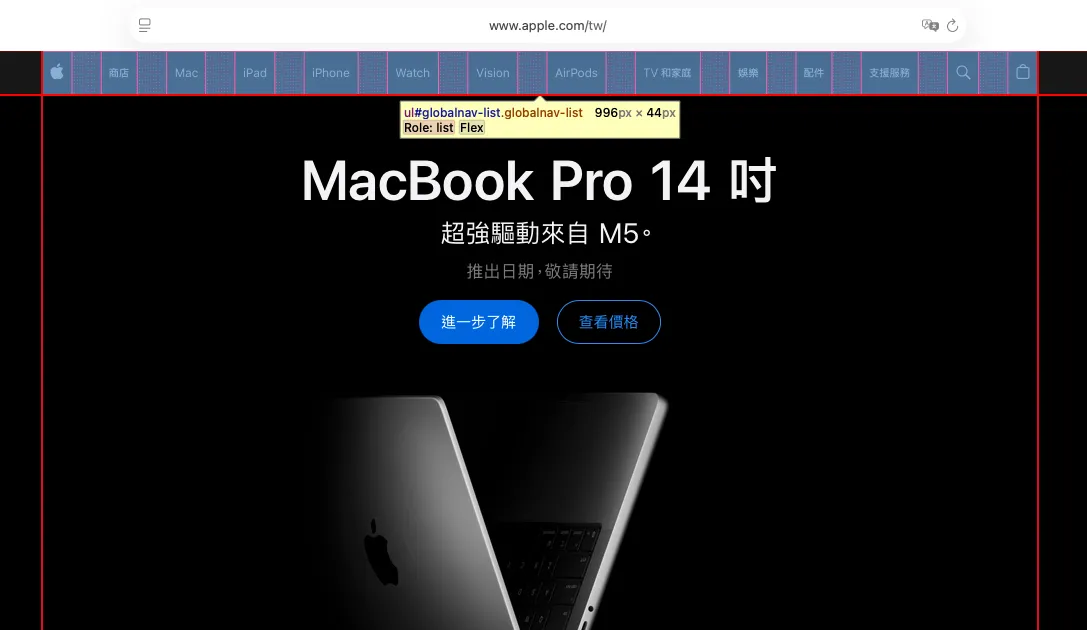 www.apple.com/tw/
商店 Mac iPad iPhone Watch Vision AirPods TV 和家庭 娛樂 配件 支援服務
ul#globalnav-list.globalnav-list 996px × 44px
Role: list Flex
MacBook Pro 14 吋
超強驅動來自 M5。
推出日期，敬請期待
進一步了解 查看價格